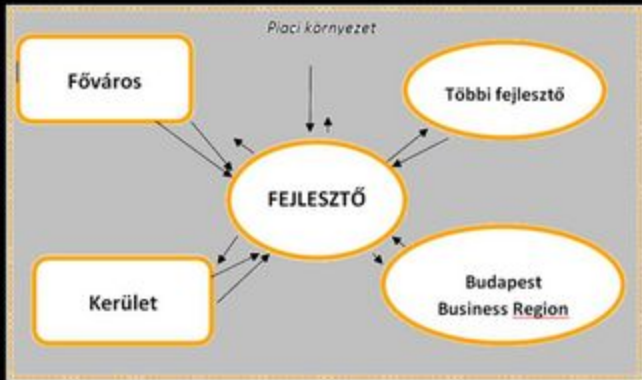 Piaci környezet
Főváros
Többi fejlesztő
FEJLESZTŐ
Kerület
Budapest
Business Region